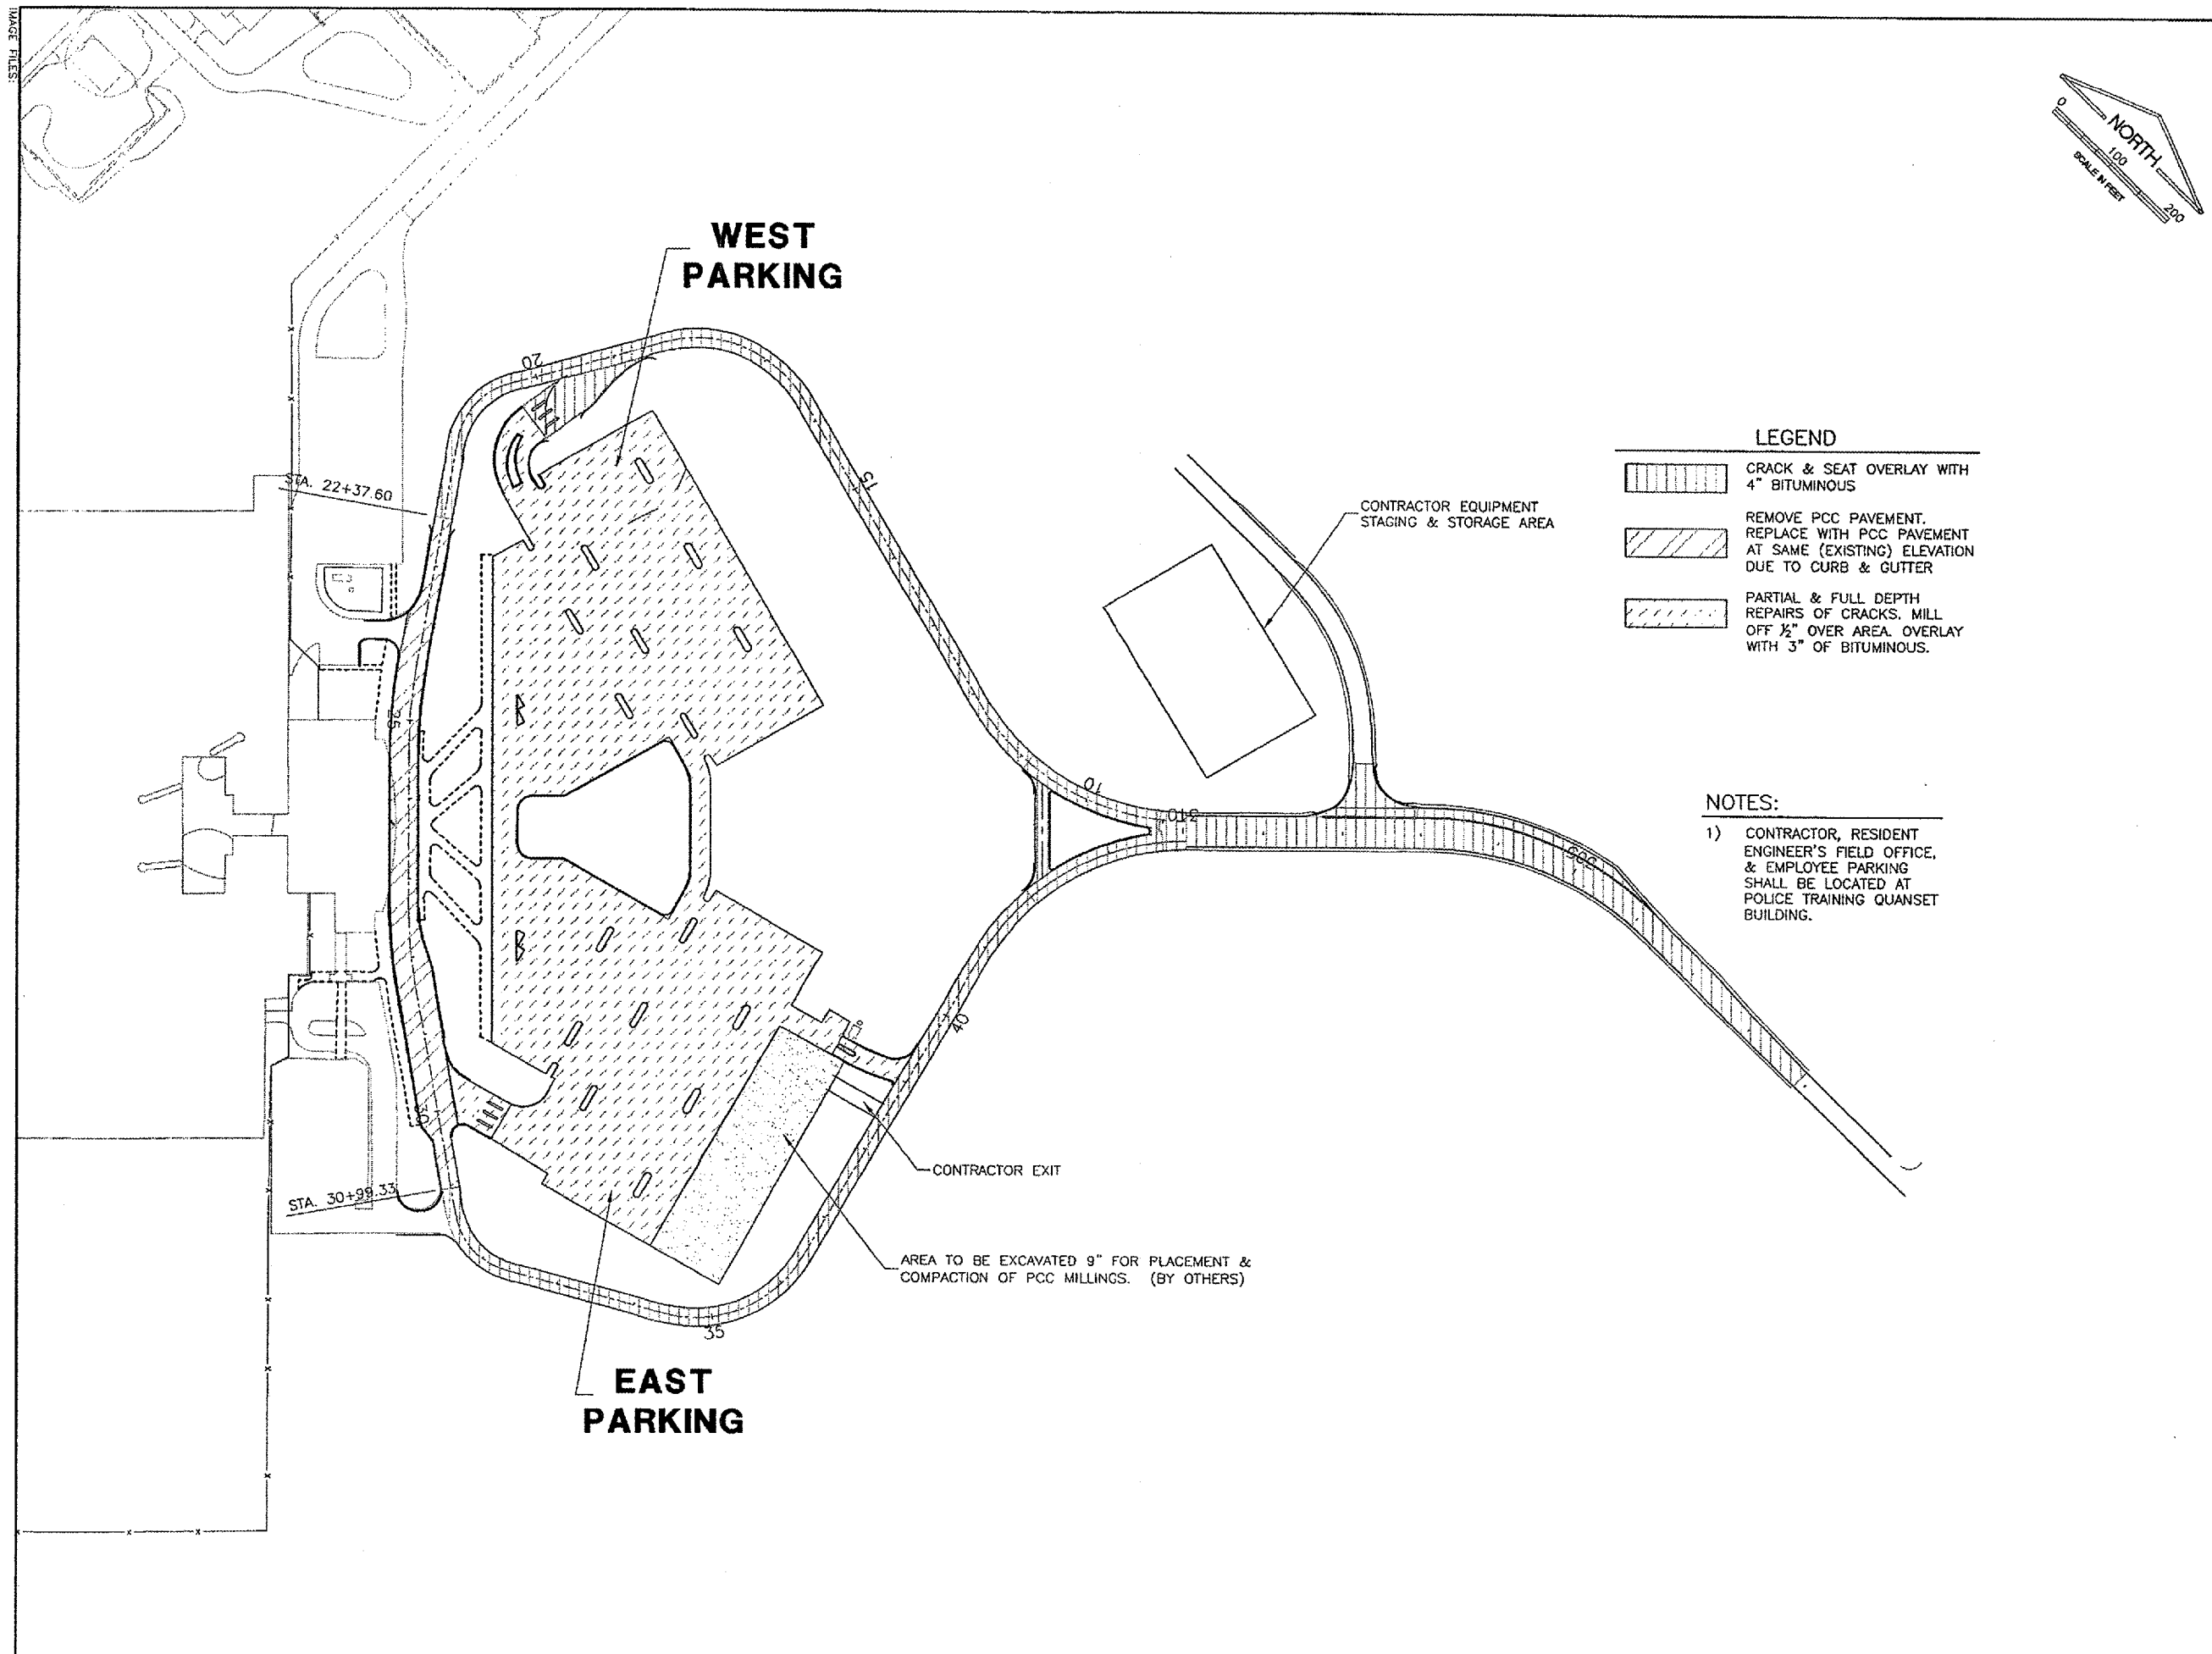 IMAGE FILES:
0
NORTH
100
SCALE IN FEET
200
WEST
PARKING
20
15
STA. 22+37.60
CONTRACTOR EQUIPMENT
STAGING & STORAGE AREA
LEGEND
CRACK & SEAT OVERLAY WITH
4" BITUMINOUS
REMOVE PCC PAVEMENT.
REPLACE WITH PCC PAVEMENT
AT SAME (EXISTING) ELEVATION
DUE TO CURB & GUTTER
PARTIAL & FULL DEPTH
REPAIRS OF CRACKS. MILL
OFF ½" OVER AREA. OVERLAY
WITH 3" OF BITUMINOUS.
25
10
310
305
NOTES:
1) CONTRACTOR, RESIDENT
ENGINEER'S FIELD OFFICE,
& EMPLOYEE PARKING
SHALL BE LOCATED AT
POLICE TRAINING QUANSET
BUILDING.
40
30
CONTRACTOR EXIT
STA. 30+99.33
AREA TO BE EXCAVATED 9" FOR PLACEMENT &
COMPACTION OF PCC MILLINGS. (BY OTHERS)
35
EAST
PARKING